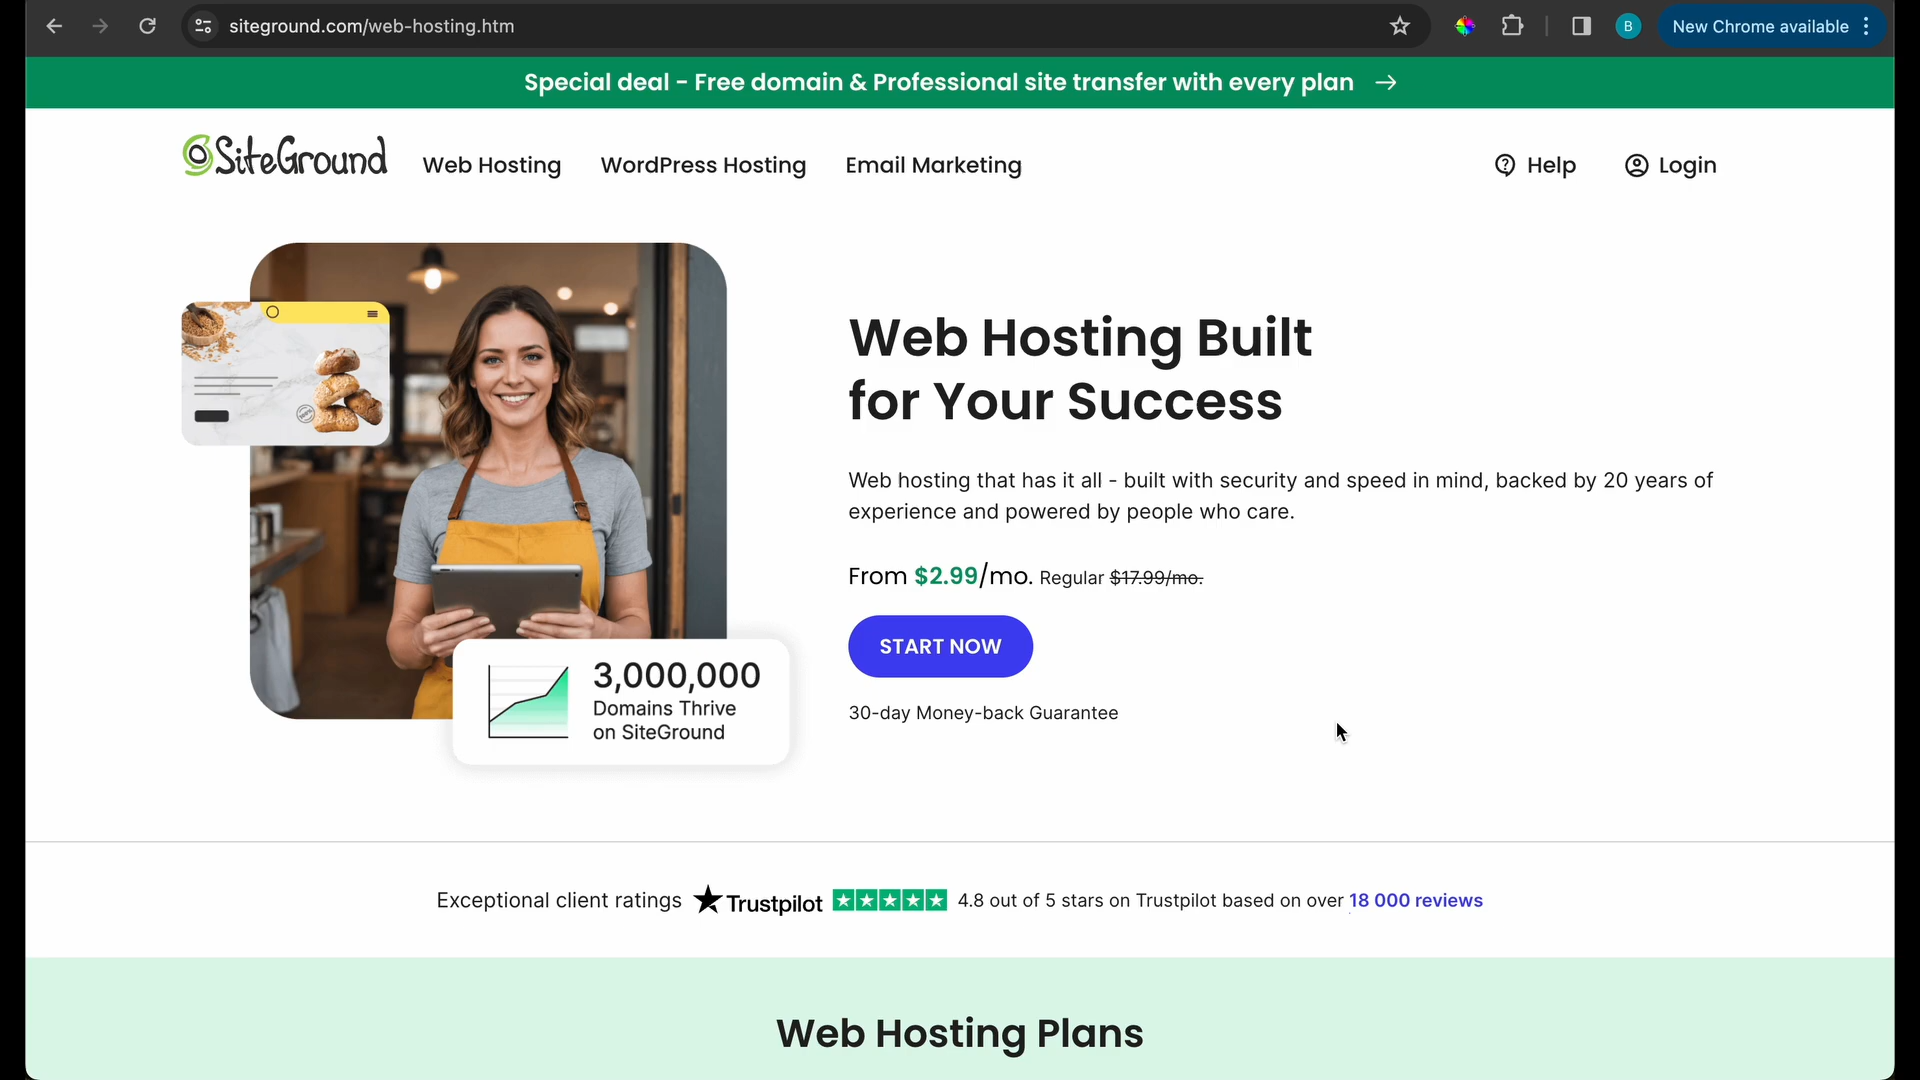 siteground.com/web-hosting.htm
B
New Chrome available
Special deal - Free domain & Professional site transfer with every plan →
SiteGround
Web Hosting
WordPress Hosting
Email Marketing
Help
Login
Web Hosting Built
for Your Success
Web hosting that has it all - built with security and speed in mind, backed by 20 years of
experience and powered by people who care.
From $2.99/mo. Regular $17.99/mo.
START NOW
30-day Money-back Guarantee
3,000,000
Domains Thrive
on SiteGround
Exceptional client ratings Trustpilot 4.8 out of 5 stars on Trustpilot based on over 18 000 reviews
Web Hosting Plans